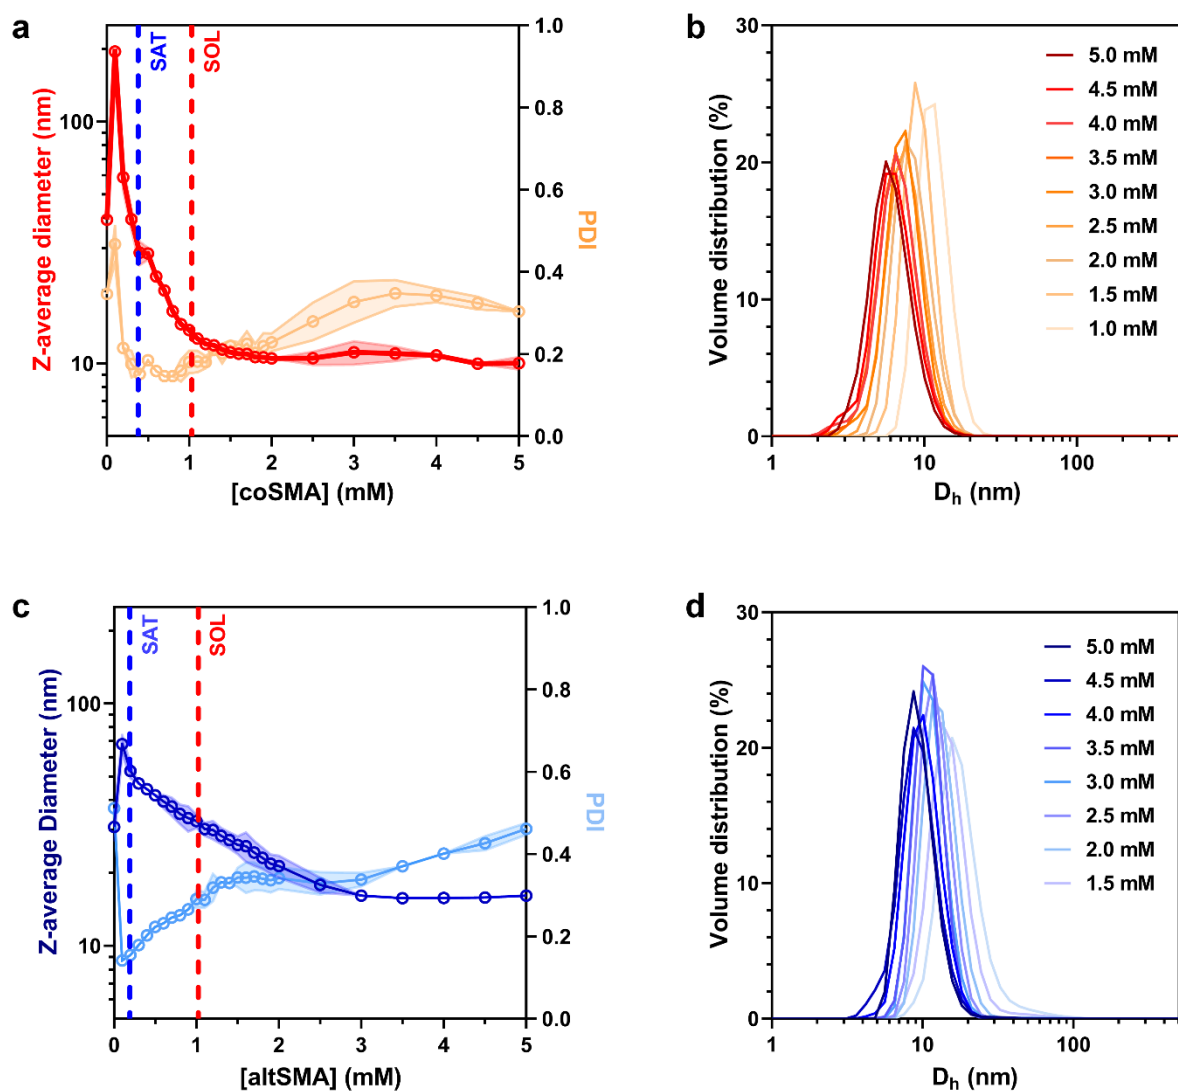 a
Z-average diameter (nm)
100
10
SAT
SOL
1.0
0.8
0.6
0.4
0.2
0.0
PDI
0 1 2 3 4 5
[coSMA] (mM)
b
Volume distribution (%)
30
20
10
0
5.0 mM
4.5 mM
4.0 mM
3.5 mM
3.0 mM
2.5 mM
2.0 mM
1.5 mM
1.0 mM
1 10 100
Dh (nm)
c
Z-average Diameter (nm)
100
10
SAT
SOL
1.0
0.8
0.6
0.4
0.2
0.0
PDI
0 1 2 3 4 5
[altSMA] (mM)
d
Volume distribution (%)
30
20
10
0
5.0 mM
4.5 mM
4.0 mM
3.5 mM
3.0 mM
2.5 mM
2.0 mM
1.5 mM
1 10 100
Dh (nm)